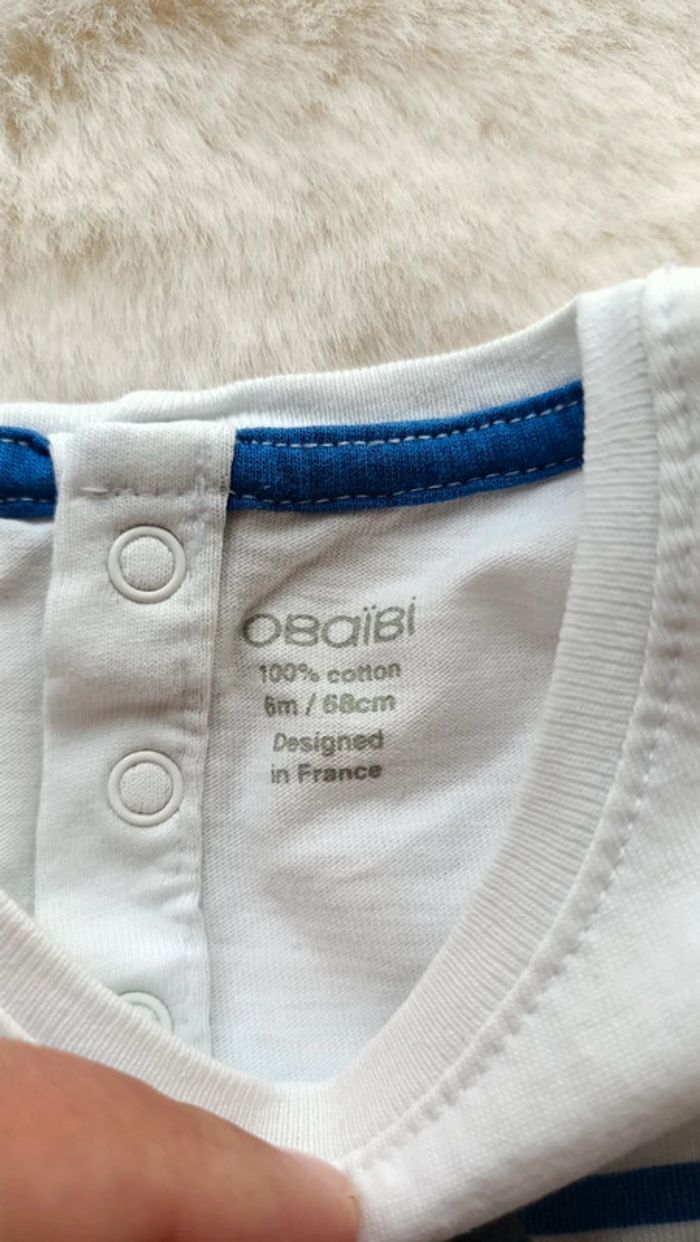 OBaïBi
100% cotton
6m / 68cm
Designed
in France